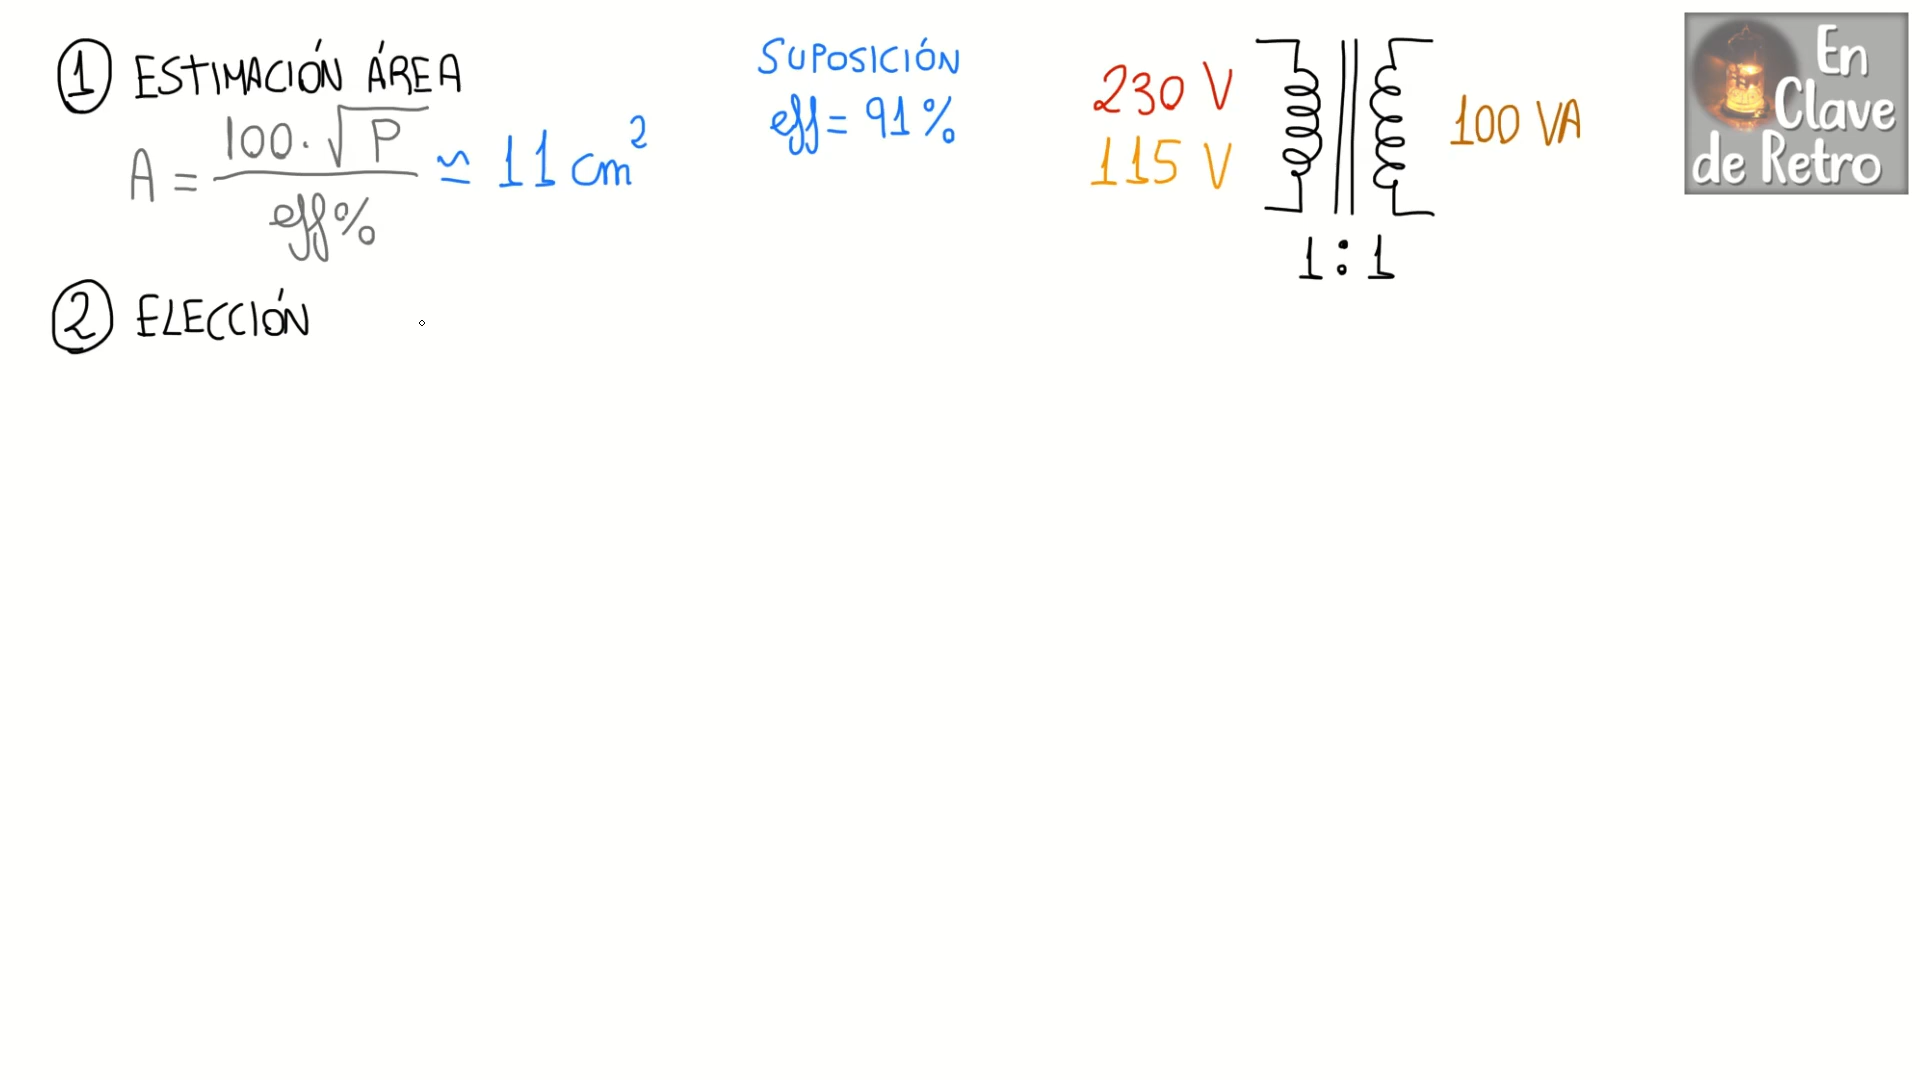 1 ESTIMACIÓN ÁREA
A = 100·√P / eff% ≃ 11 cm²
SUPOSICIÓN
eff = 91%
230 V
115 V
100 VA
1:1
En
Clave
de Retro
2 ELECCIÓN